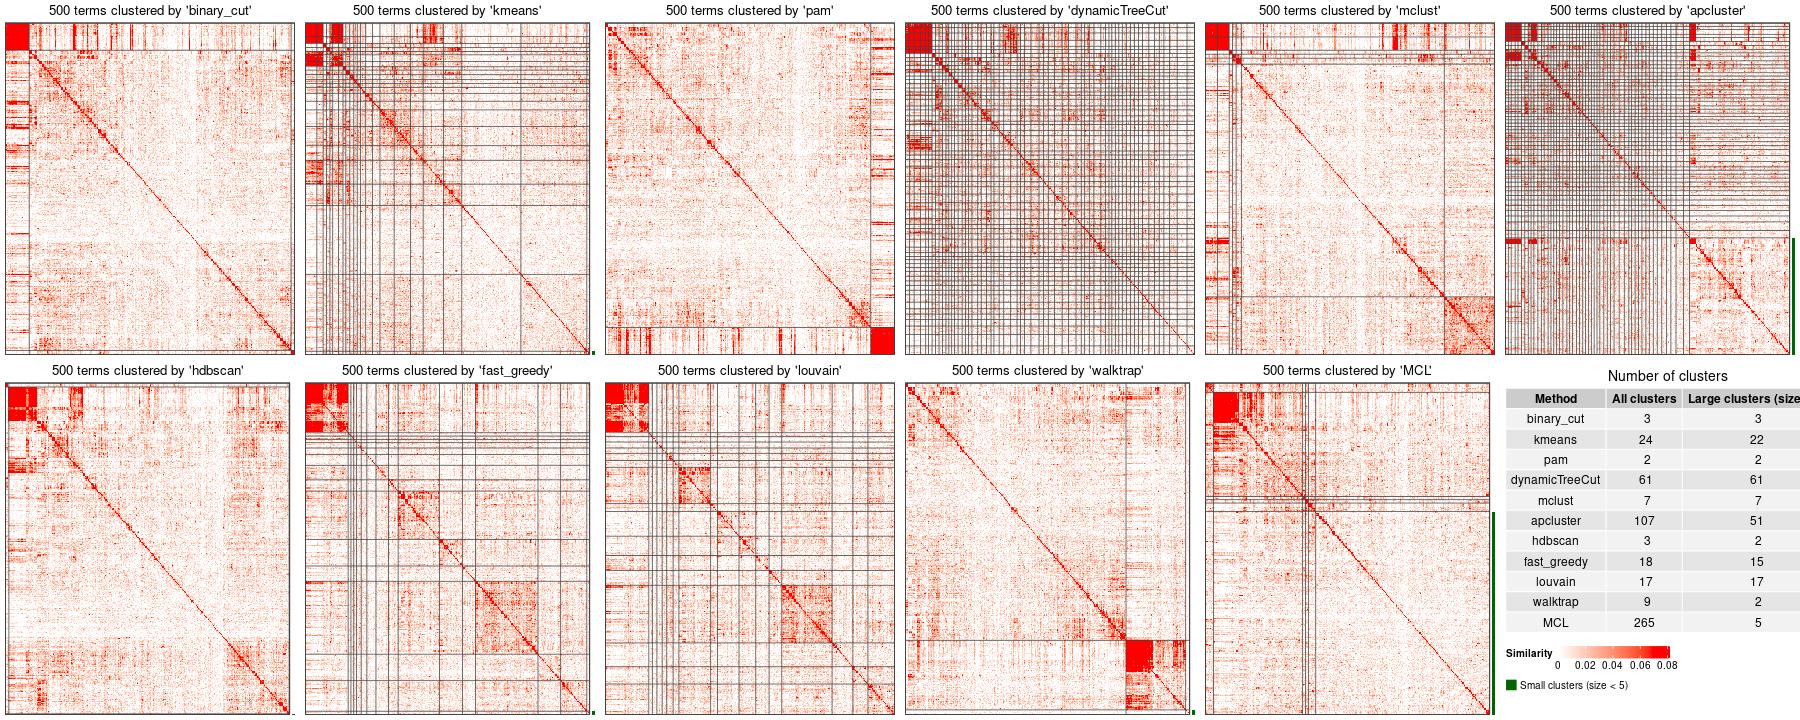 500 terms clustered by 'binary_cut'
500 terms clustered by 'kmeans'
500 terms clustered by 'pam'
500 terms clustered by 'dynamicTreeCut'
500 terms clustered by 'mclust'
500 terms clustered by 'apcluster'
500 terms clustered by 'hdbscan'
500 terms clustered by 'fast_greedy'
500 terms clustered by 'louvain'
500 terms clustered by 'walktrap'
500 terms clustered by 'MCL'
Number of clusters
Method All clusters Large clusters (size
binary_cut 3 3
kmeans 24 22
pam 2 2
dynamicTreeCut 61 61
mclust 7 7
apcluster 107 51
hdbscan 3 2
fast_greedy 18 15
louvain 17 17
walktrap 9 2
MCL 265 5
Similarity
0 0.02 0.04 0.06 0.08
Small clusters (size < 5)